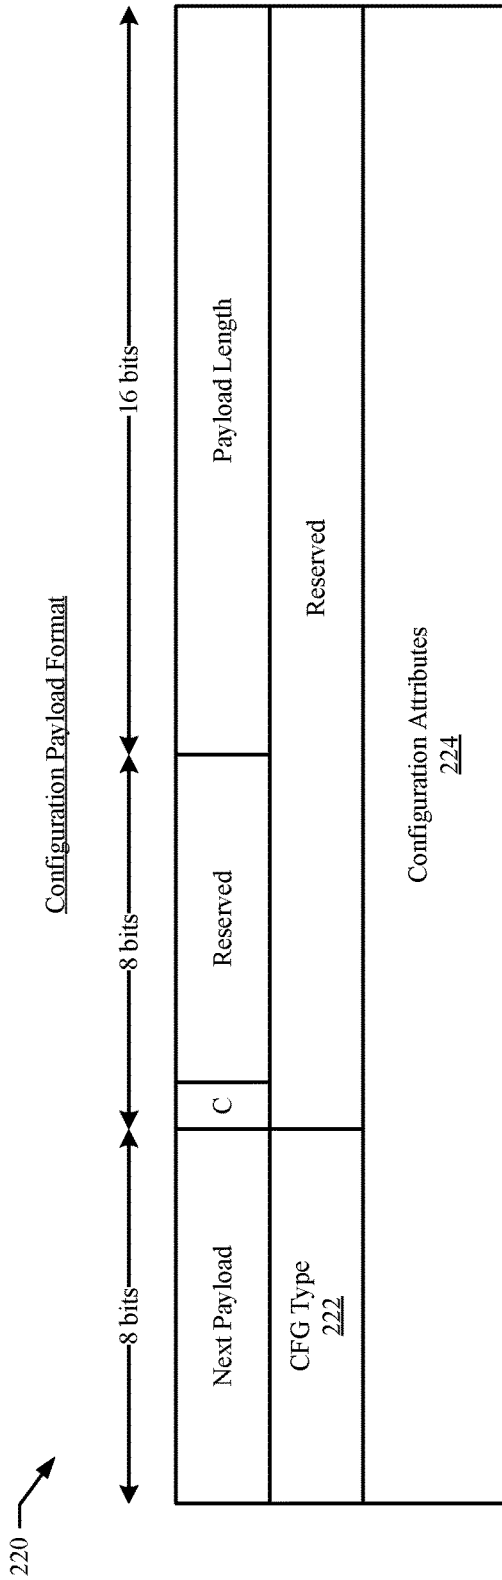 220
Configuration Payload Format
8 bits
8 bits
16 bits
Next Payload
C
Reserved
Payload Length
CFG Type
222
Reserved
Configuration Attributes
224